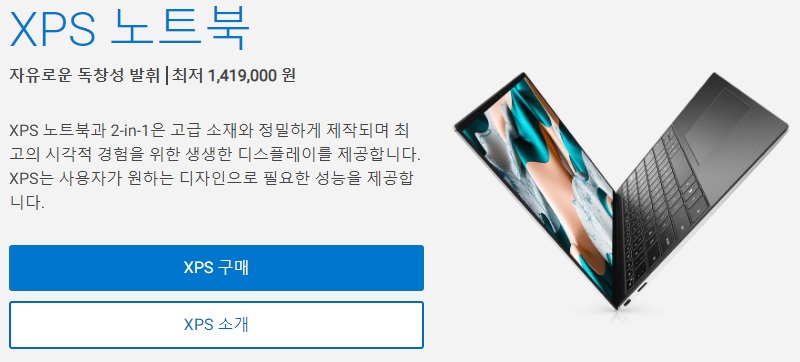 XPS 노트북
자유로운 독창성 발휘 | 최저 1,419,000 원
XPS 노트북과 2-in-1은 고급 소재와 정밀하게 제작되며 최
고의 시각적 경험을 위한 생생한 디스플레이를 제공합니다.
XPS는 사용자가 원하는 디자인으로 필요한 성능을 제공합
니다.
XPS 구매
XPS 소개